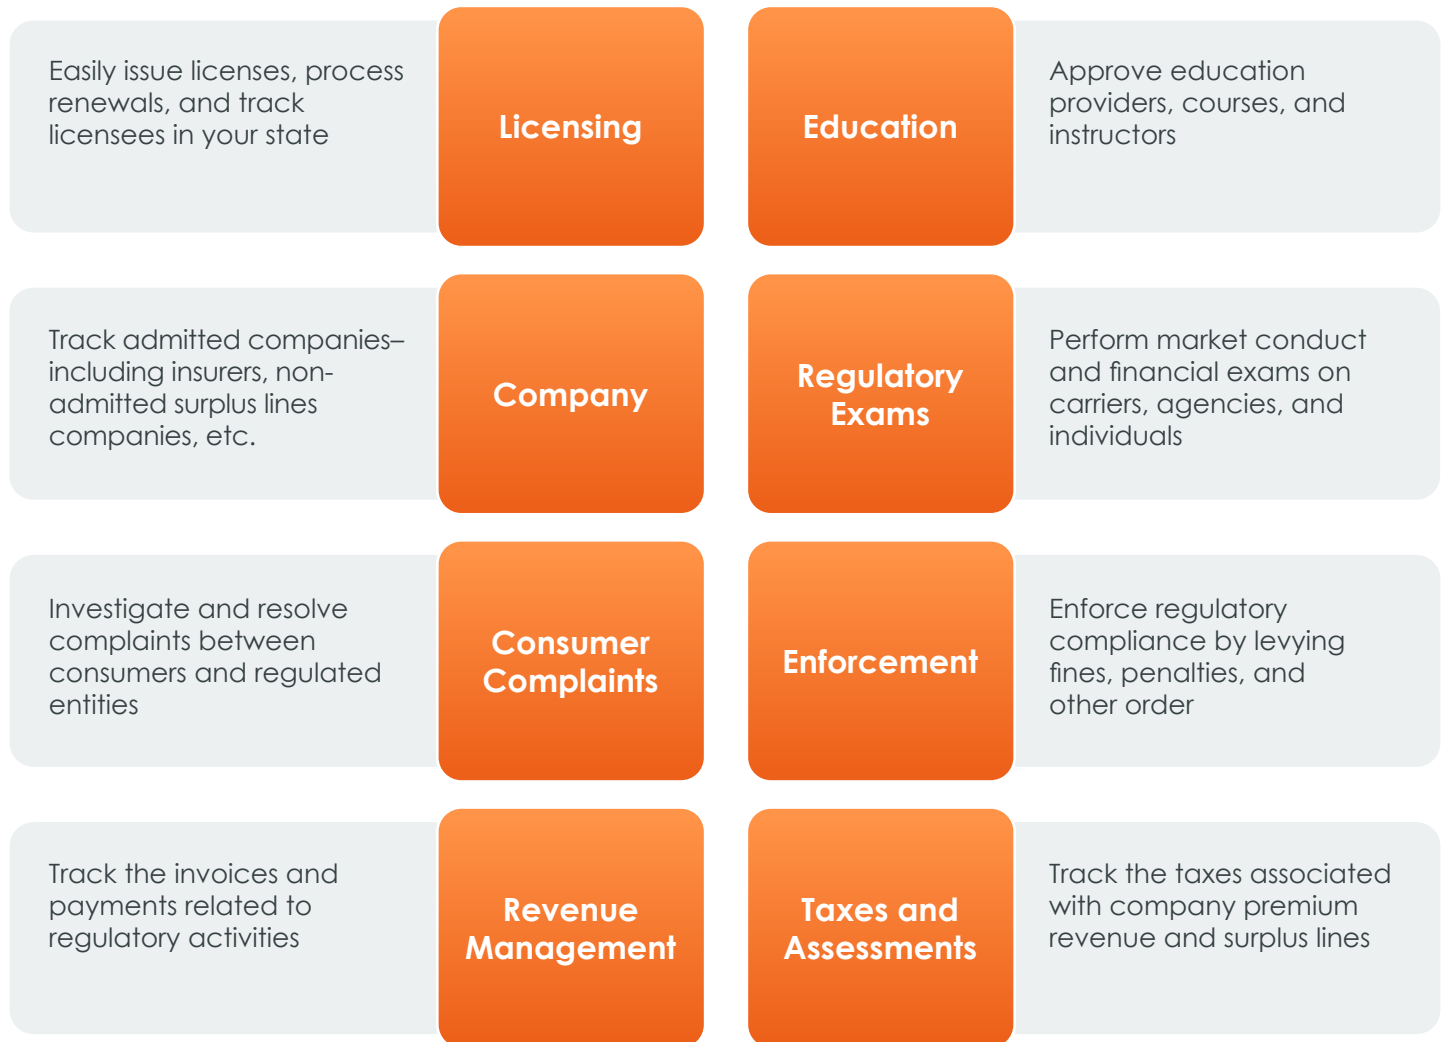 Easily issue licenses, process
renewals, and track
licensees in your state
Licensing
Education
Approve education
providers, courses, and
instructors
Track admitted companies–
including insurers, non-
admitted surplus lines
companies, etc.
Company
Regulatory
Exams
Perform market conduct
and financial exams on
carriers, agencies, and
individuals
Investigate and resolve
complaints between
consumers and regulated
entities
Consumer
Complaints
Enforcement
Enforce regulatory
compliance by levying
fines, penalties, and
other order
Track the invoices and
payments related to
regulatory activities
Revenue
Management
Taxes and
Assessments
Track the taxes associated
with company premium
revenue and surplus lines